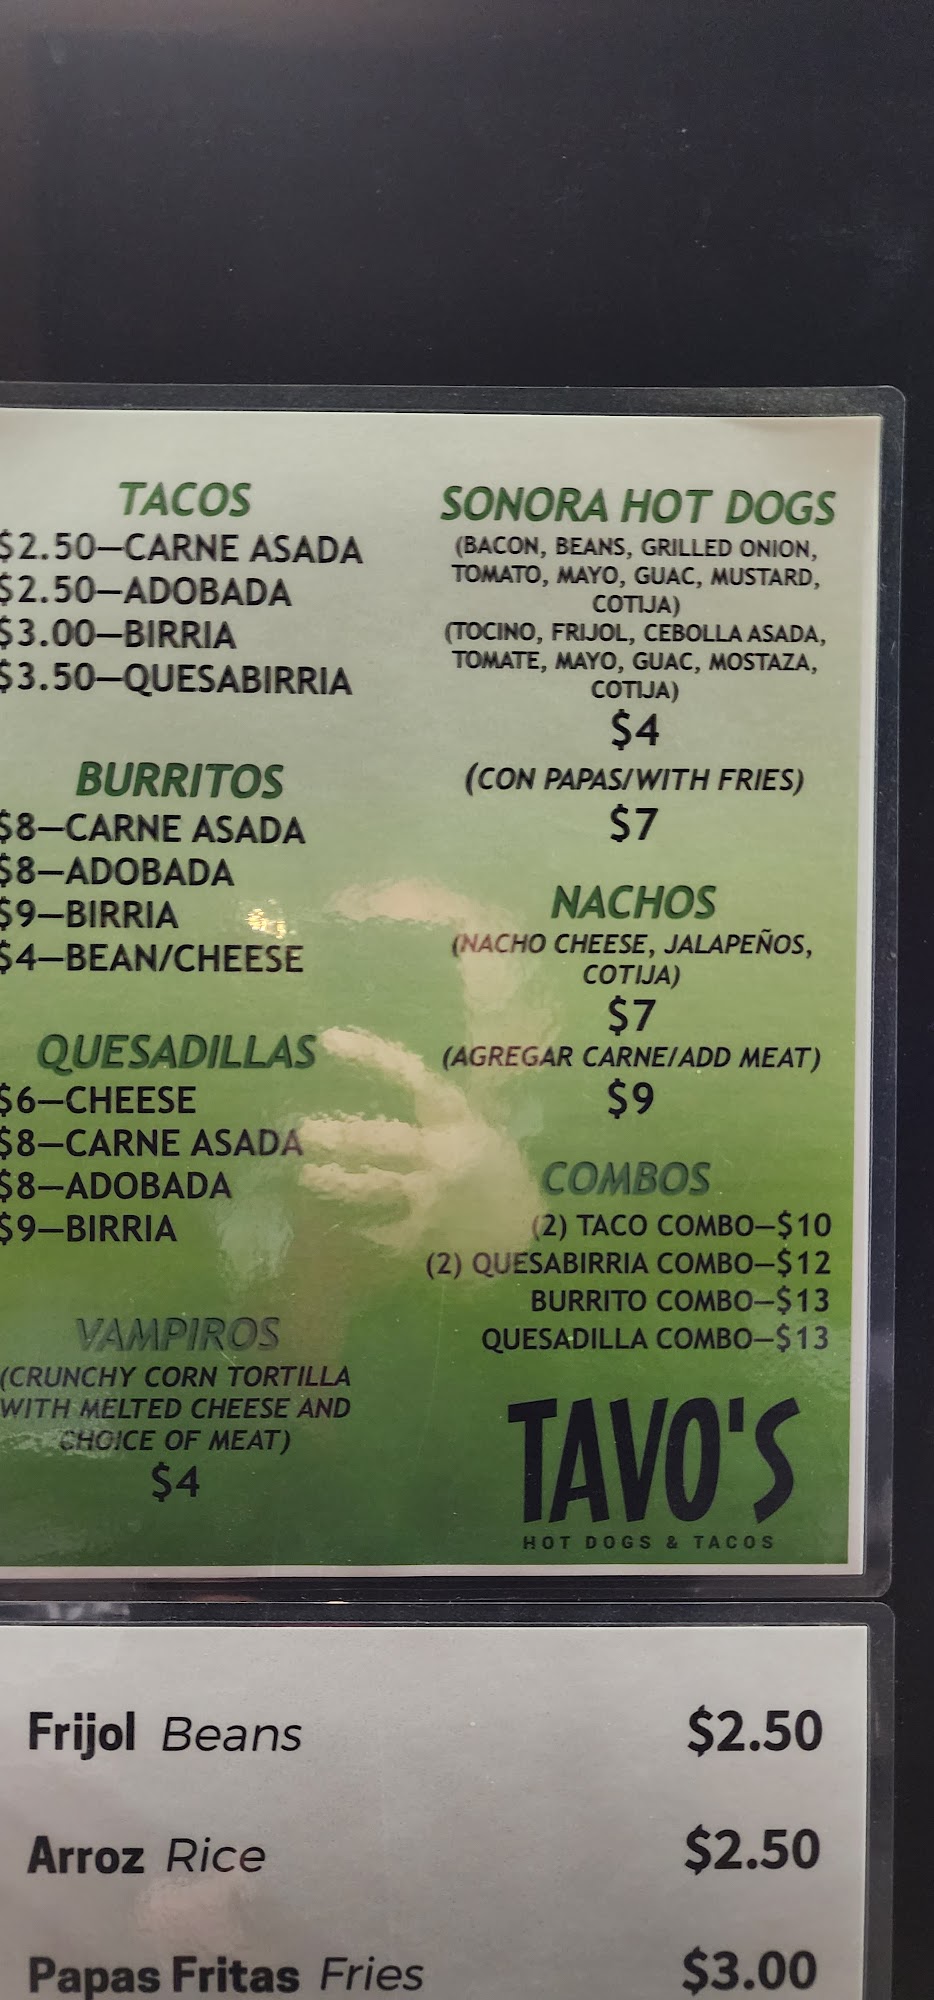 TACOS
$2.50—CARNE ASADA
$2.50—ADOBADA
$3.00—BIRRIA
$3.50—QUESABIRRIA
BURRITOS
$8—CARNE ASADA
$8—ADOBADA
$9—BIRRIA
$4—BEAN/CHEESE
QUESADILLAS
$6—CHEESE
$8—CARNE ASADA
$8—ADOBADA
$9—BIRRIA
VAMPIROS
(CRUNCHY CORN TORTILLA
WITH MELTED CHEESE AND
CHOICE OF MEAT)
$4
SONORA HOT DOGS
(BACON, BEANS, GRILLED ONION,
TOMATO, MAYO, GUAC, MUSTARD,
COTIJA)
(TOCINO, FRIJOL, CEBOLLA ASADA,
TOMATE, MAYO, GUAC, MOSTAZA,
COTIJA)
$4
(CON PAPAS/WITH FRIES)
$7
NACHOS
(NACHO CHEESE, JALAPEÑOS,
COTIJA)
$7
(AGREGAR CARNE/ADD MEAT)
$9
COMBOS
(2) TACO COMBO—$10
(2) QUESABIRRIA COMBO—$12
BURRITO COMBO—$13
QUESADILLA COMBO—$13
TAVO'S
HOT DOGS & TACOS
Frijol Beans $2.50
Arroz Rice $2.50
Papas Fritas Fries $3.00